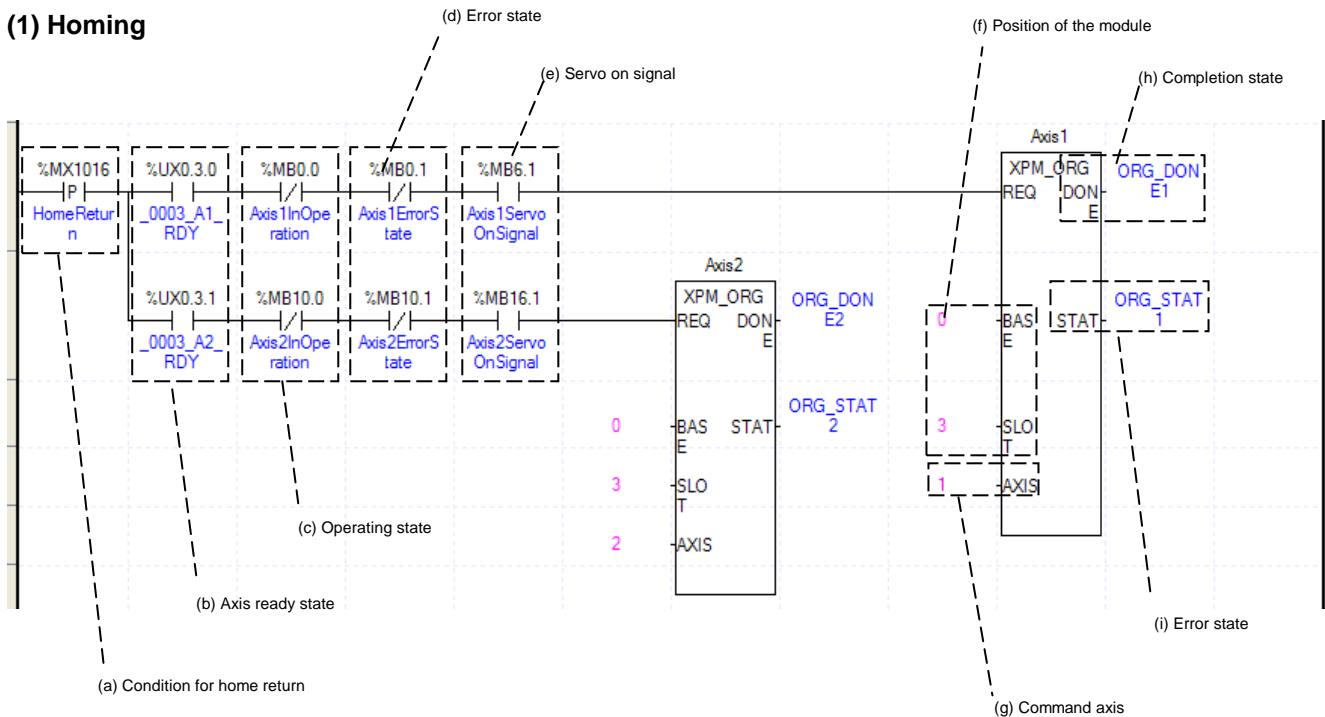 (1) Homing
(d) Error state
(f) Position of the module
(e) Servo on signal
(h) Completion state
Axis1
%MX1016
%UX0.3.0
%MB0.0
%MB0.1
%MB6.1
XPM_ORG
P
REQ
DON
E
ORG_DON
E1
HomeRetur
n
_0003_A1_
RDY
Axis1InOpe
ration
Axis1ErrorS
tate
Axis1Servo
OnSignal
Axis2
%UX0.3.1
%MB10.0
%MB10.1
%MB16.1
XPM_ORG
REQ
DON
E
ORG_DON
E2
0
BAS
E
STAT
ORG_STAT
1
_0003_A2_
RDY
Axis2InOpe
ration
Axis2ErrorS
tate
Axis2Servo
OnSignal
0
BAS
E
STAT
ORG_STAT
2
3
SLO
T
3
SLO
T
1
AXIS
2
AXIS
(c) Operating state
(b) Axis ready state
(i) Error state
(a) Condition for home return
(g) Command axis